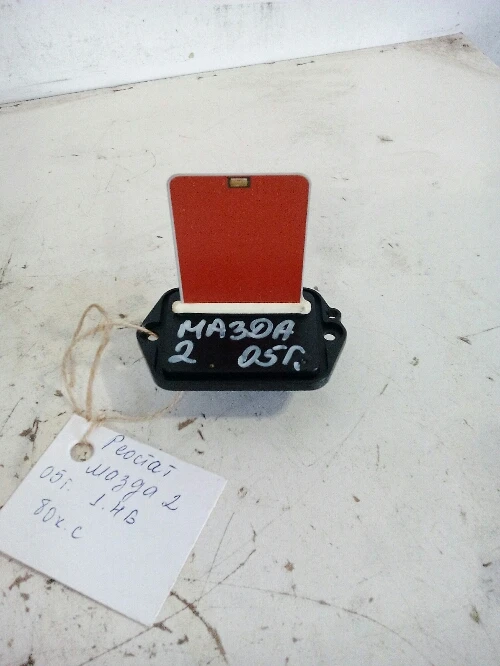 МАЗДА
2 05г.
Реостат
мазда 2
05г. 1.4в
80к.с